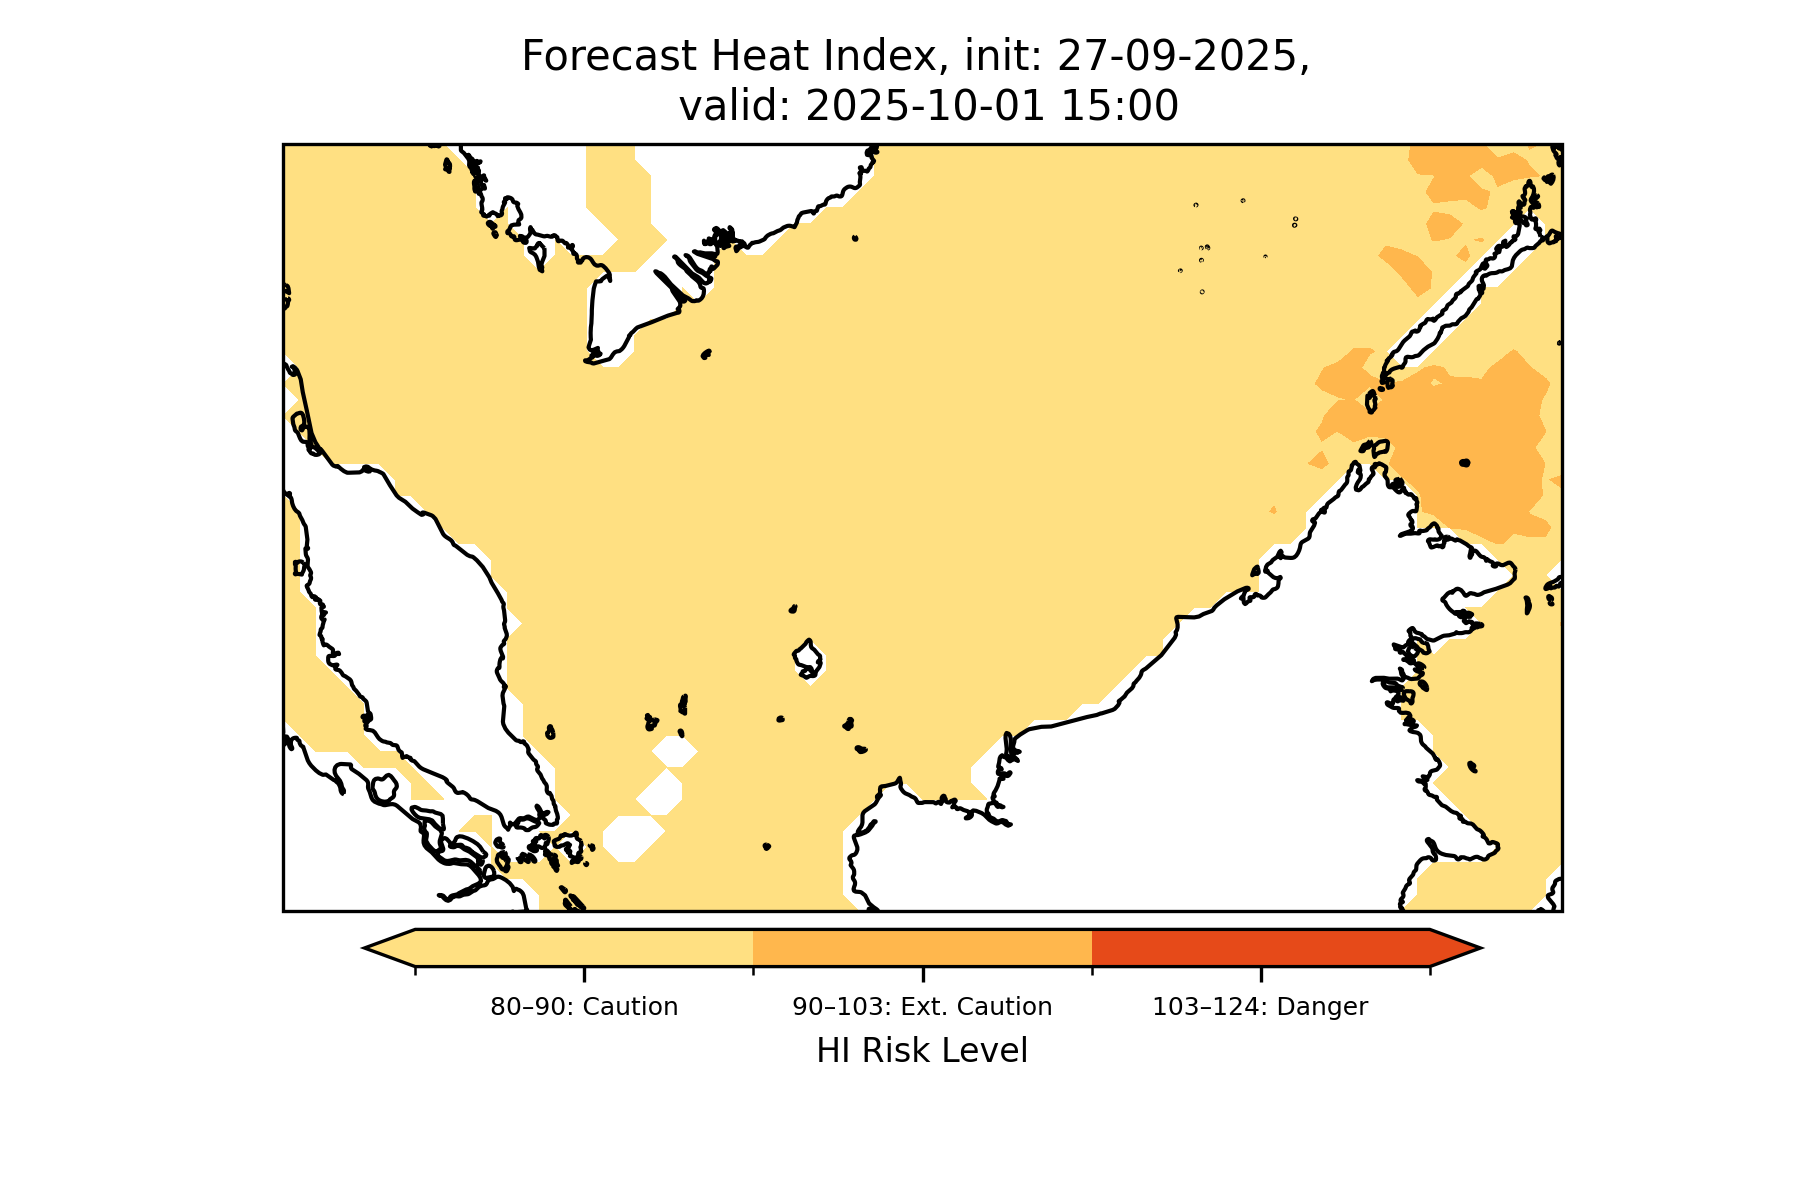 Forecast Heat Index, init: 27-09-2025,
valid: 2025-10-01 15:00
80–90: Caution
90–103: Ext. Caution
103–124: Danger
HI Risk Level